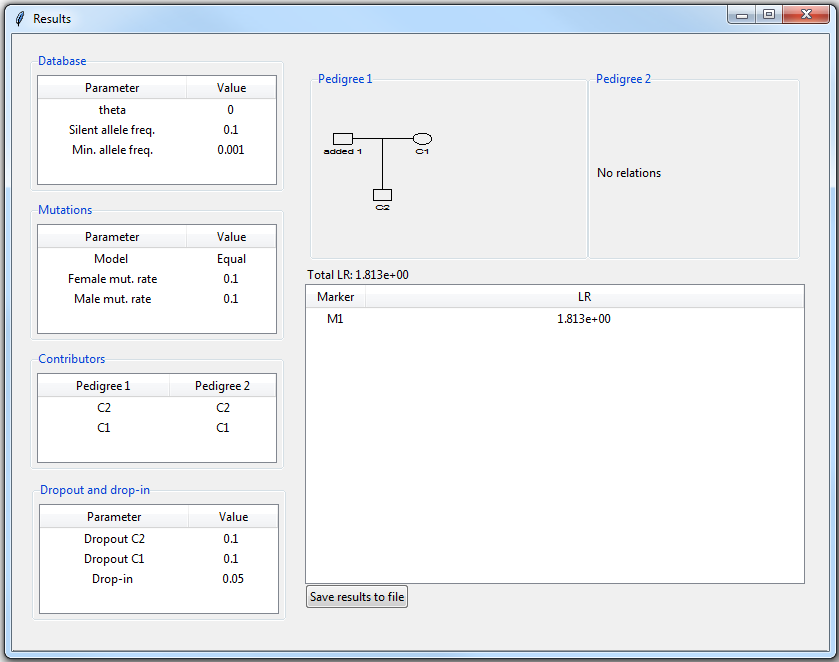 Results
Database
Parameter Value
theta 0
Silent allele freq. 0.1
Min. allele freq. 0.001
Mutations
Parameter Value
Model Equal
Female mut. rate 0.1
Male mut. rate 0.1
Contributors
Pedigree 1 Pedigree 2
C2 C2
C1 C1
Dropout and drop-in
Parameter Value
Dropout C2 0.1
Dropout C1 0.1
Drop-in 0.05
Pedigree 1
added 1 C1
C2
Pedigree 2
No relations
Total LR: 1.813e+00
Marker LR
M1 1.813e+00
Save results to file